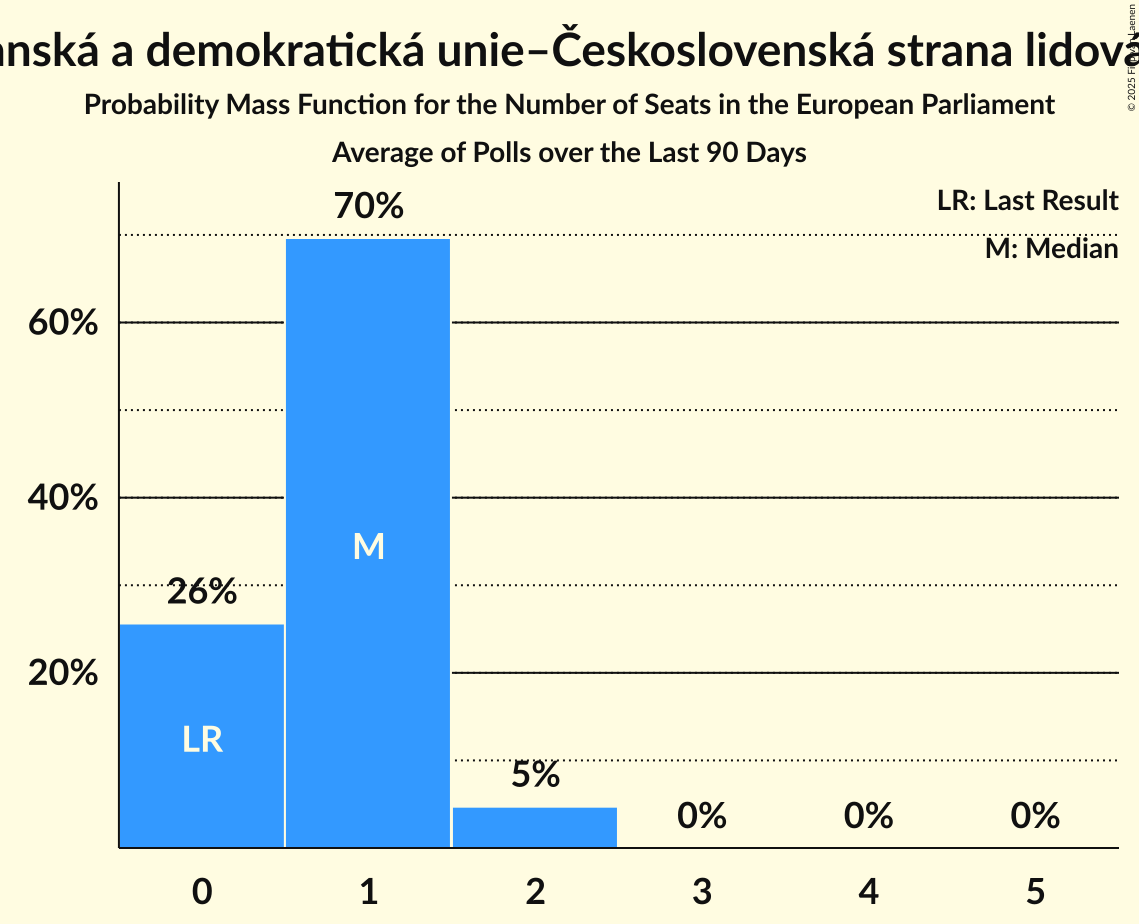 a demokratická unie–Československá strana
Probability Mass Function for the Number of Seats in the European Parliament
Average of Polls over the Last 90 Days
LR: Last Result
M: Median
70%
60%
40%
26%
20%
5%
0%
0%
0%
M
LR
0
1
2
3
4
5
© 2025